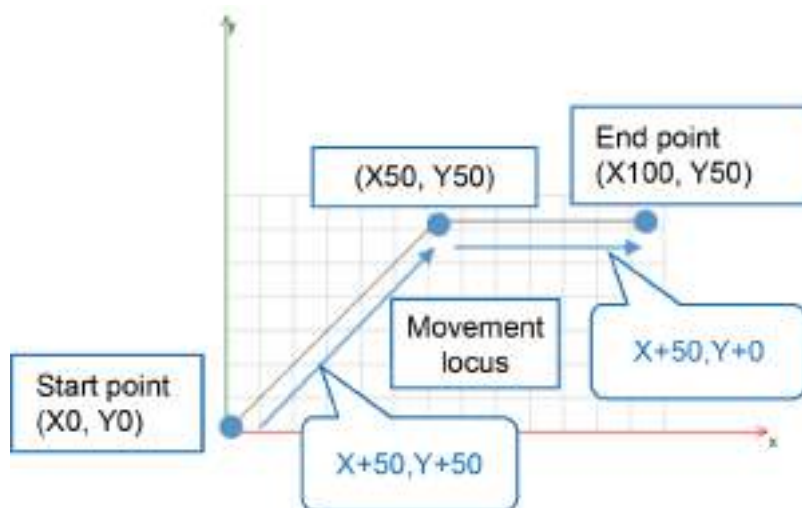 y
End point
(X100, Y50)
(X50, Y50)
Movement
locus
X+50,Y+0
Start point
(X0, Y0)
X+50,Y+50
x